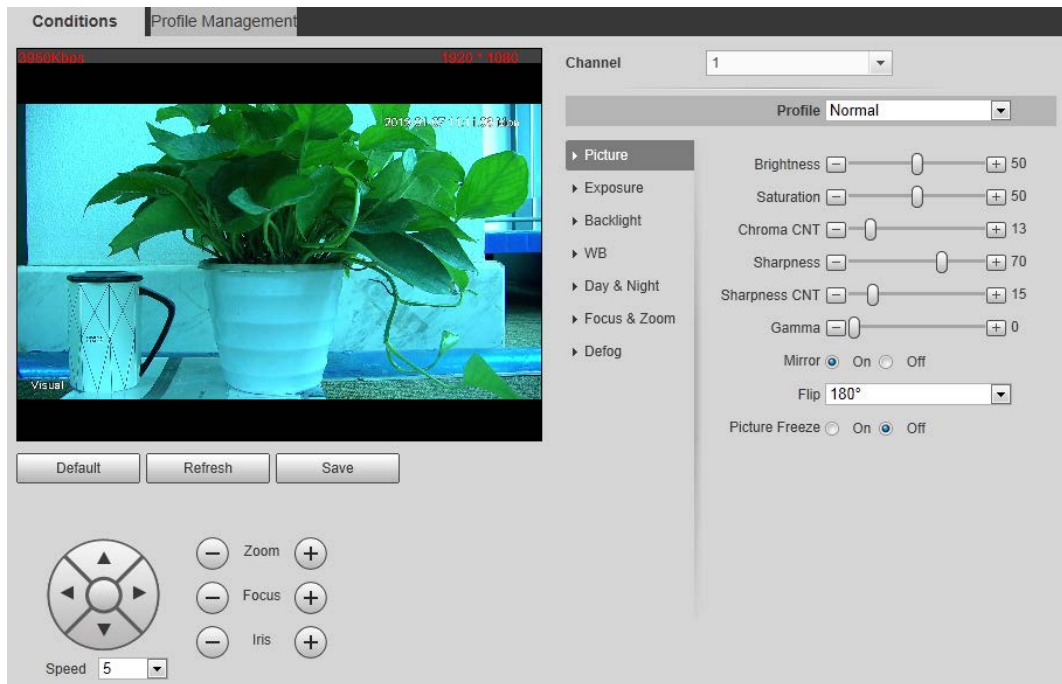 Conditions
Profile Management
3950Kbps
1920 * 1080
Visual
Default
Refresh
Save
Zoom
Focus
Iris
Speed 5
Channel 1
Profile Normal
Picture
Exposure
Backlight
WB
Day & Night
Focus & Zoom
Defog
Brightness 50
Saturation 50
Chroma CNT 13
Sharpness 70
Sharpness CNT 15
Gamma 0
Mirror On Off
Flip 180°
Picture Freeze On Off